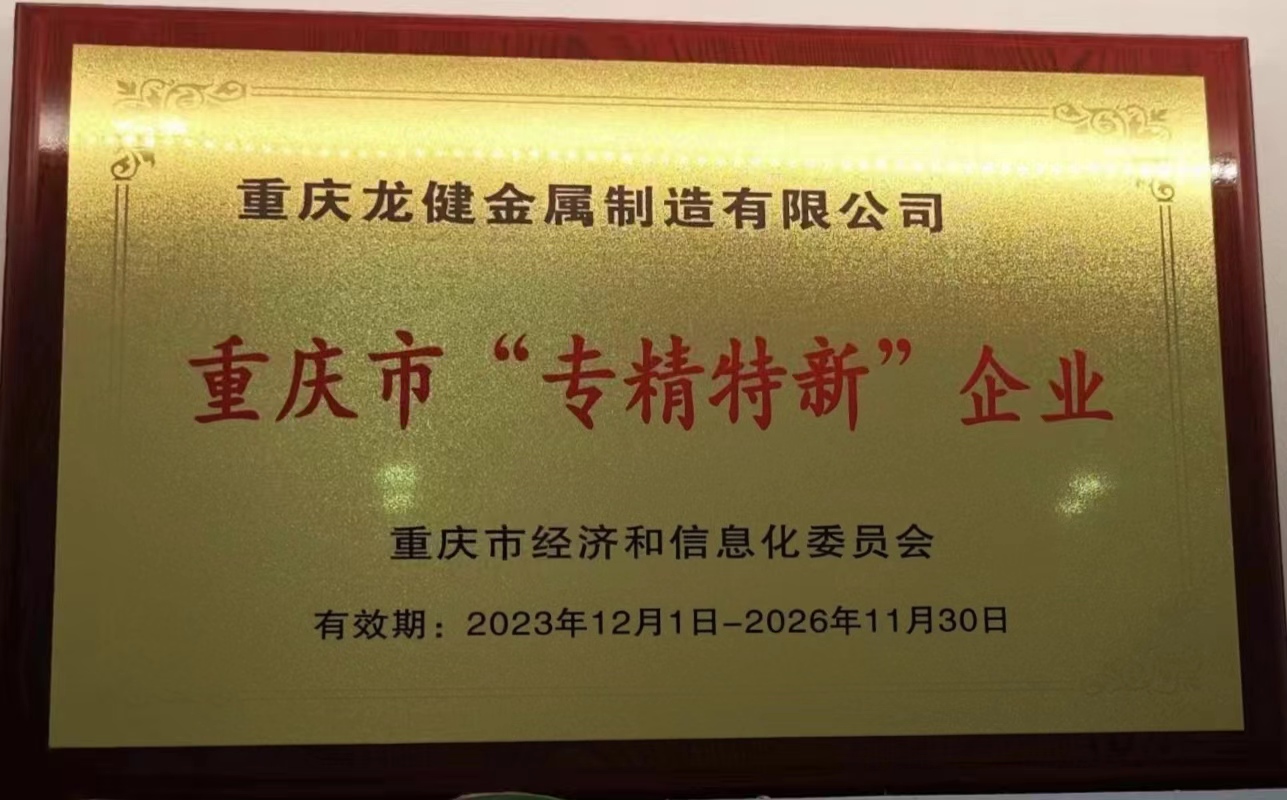 重庆龙健金属制造有限公司
重庆市“专精特新”企业
重庆市经济和信息化委员会
有效期：2023年12月1日-2026年11月30日